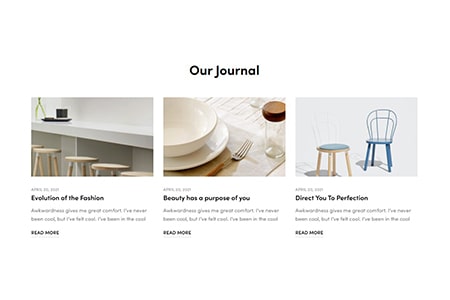 Our Journal
APRIL 20, 2021
Evolution of the Fashion
Awkwardness gives me great comfort. I've never
been cool, but I've felt cool. I've been in the cool
READ MORE
APRIL 20, 2021
Beauty has a purpose of you
Awkwardness gives me great comfort. I've never
been cool, but I've felt cool. I've been in the cool
READ MORE
APRIL 20, 2021
Direct You To Perfection
Awkwardness gives me great comfort. I've never
been cool, but I've felt cool. I've been in the cool
READ MORE